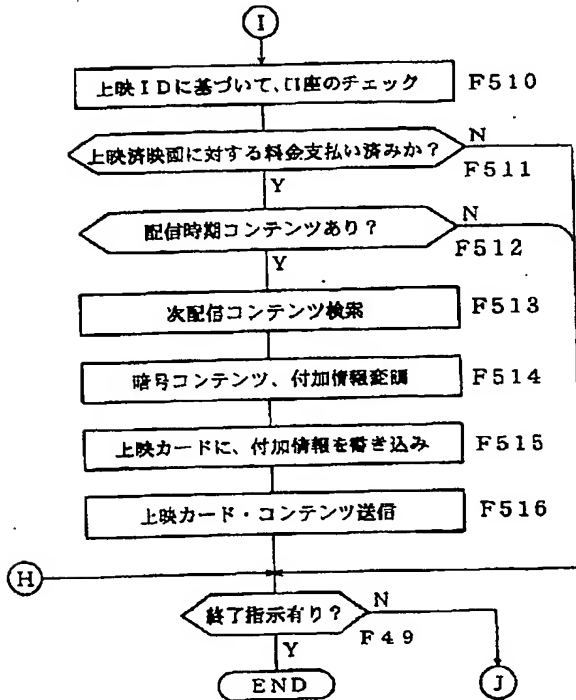 I
上映IDに基づいて、口座のチェック F510
上映済映画に対する料金支払い済みか?
N
F511
Y
配信時期コンテンツあり?
N
F512
Y
次配信コンテンツ検索 F513
暗号コンテンツ、付加情報変調 F514
上映カードに、付加情報を書き込み F515
上映カード・コンテンツ送信 F516
H
終了指示有り?
N
F49
Y
END
J